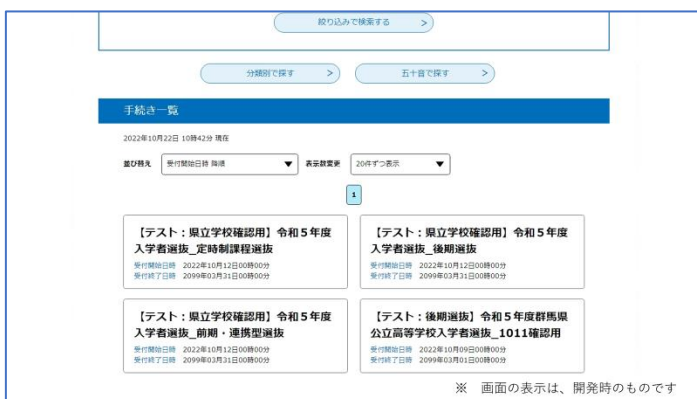 絞り込みで検索する >
分類別で探す > 五十音で探す >
手続き一覧
2022年10月22日 10時42分 現在
並び替え 受付開始日時 降順 ▼ 表示数変更 20件ずつ表示 ▼
1
【テスト：県立学校確認用】令和５年度
入学者選抜_定時制課程選抜
受付開始日時 2022年10月12日00時00分
受付終了日時 2099年03月31日00時00分
【テスト：県立学校確認用】令和５年度
入学者選抜_後期選抜
受付開始日時 2022年10月12日00時00分
受付終了日時 2099年03月31日00時00分
【テスト：県立学校確認用】令和５年度
入学者選抜_前期・連携型選抜
受付開始日時 2022年10月12日00時00分
受付終了日時 2099年03月31日00時00分
【テスト：後期選抜】令和５年度群馬県
公立高等学校入学者選抜_1011確認用
受付開始日時 2022年10月09日00時00分
受付終了日時 2099年03月01日00時00分
※ 画面の表示は、開発時のものです